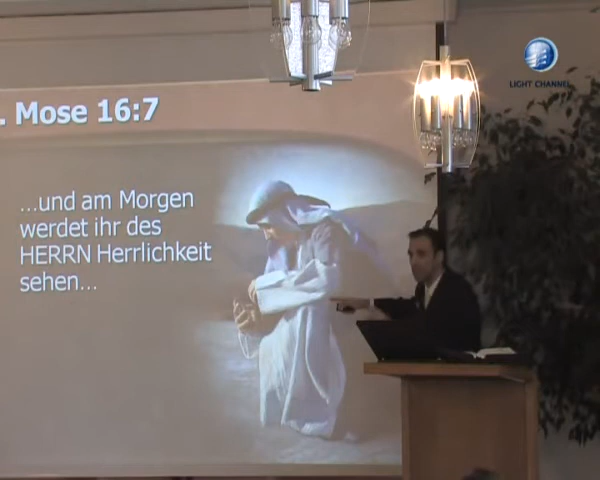 . Mose 16:7
LIGHT CHANNEL
...und am Morgen
werdet ihr des
HERRN Herrlichkeit
sehen...